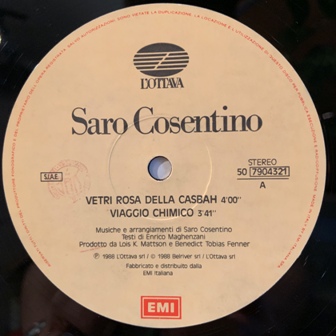 L'OTTAVA
Saro Cosentino
S.I.A.E.
STEREO
50 7904321
A
VETRI ROSA DELLA CASBAH 4'00"
VIAGGIO CHIMICO 3'41"
Musiche e arrangiamenti di Saro Cosentino
Testi di Enrico Maghenzani
Prodotto da Lois K. Mattson e Benedict Tobias Fenner
℗ 1988 L'Ottava srl / © 1988 Belriver srl / L'Ottava srl
Fabbricato e distribuito dalla
EMI Italiana
EMI